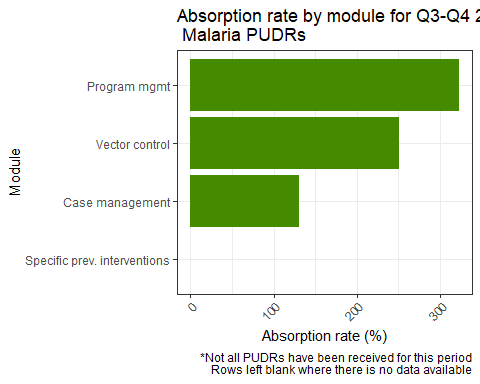 Absorption rate by module for Q3-Q4
Malaria PUDRs
Program mgmt
Vector control
Case management
Specific prev. interventions
Module
0
100
200
300
Absorption rate (%)
*Not all PUDRs have been received for this period
Rows left blank where there is no data available